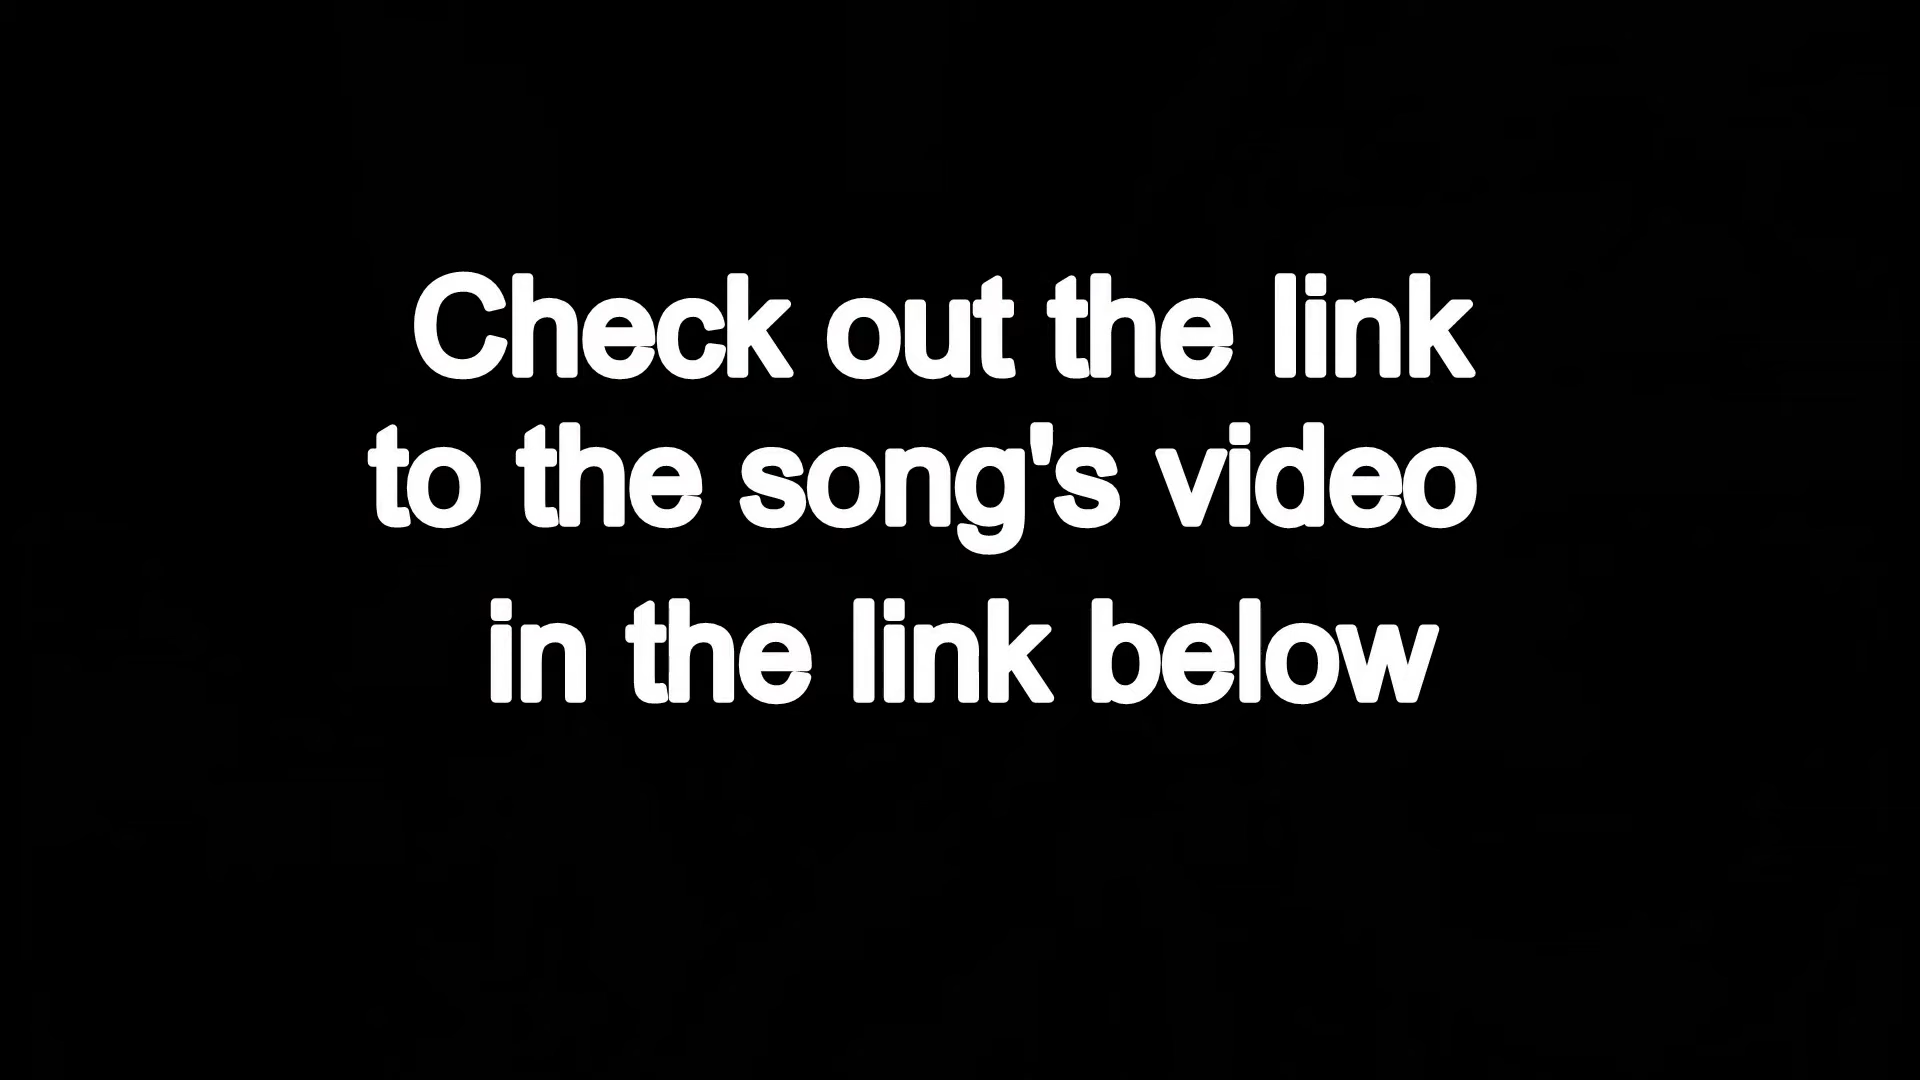 Check out the link
to the song's video
in the link below